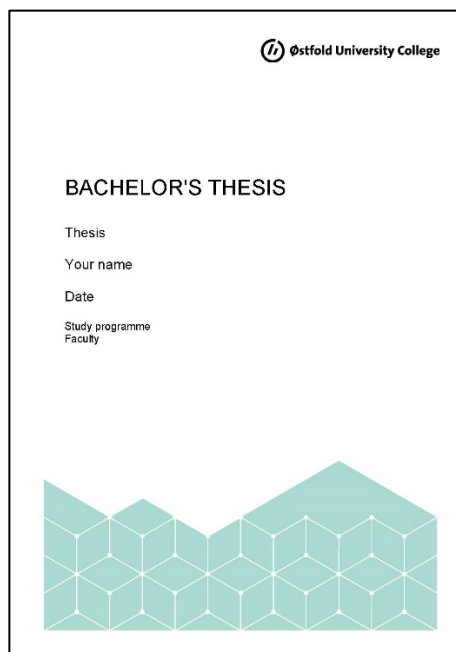 Østfold University College
BACHELOR'S THESIS
Thesis
Your name
Date
Study programme
Faculty